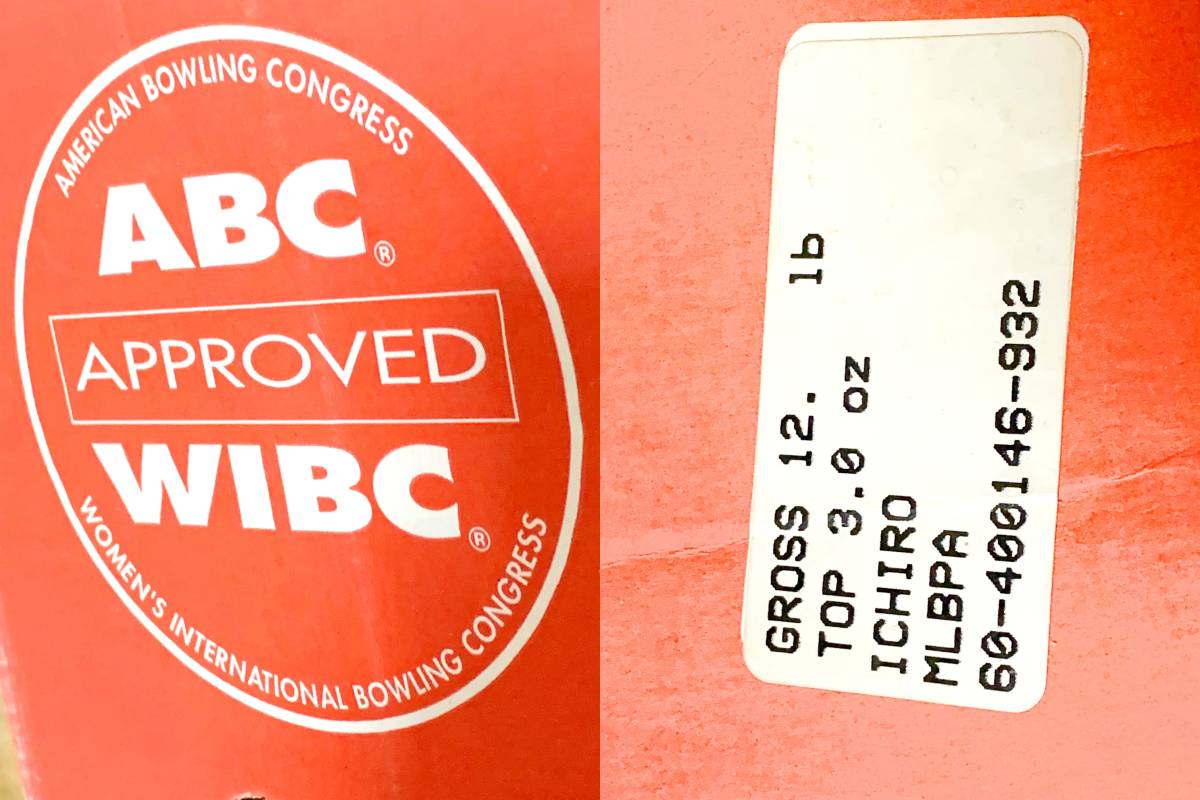 AMERICAN BOWLING CONGRESS
ABC®
APPROVED
WIBC®
WOMEN'S INTERNATIONAL BOWLING CONGRESS
GROSS 12. lb
TOP 3.0 oz
ICHIRO
MLBPA
60-400146-932